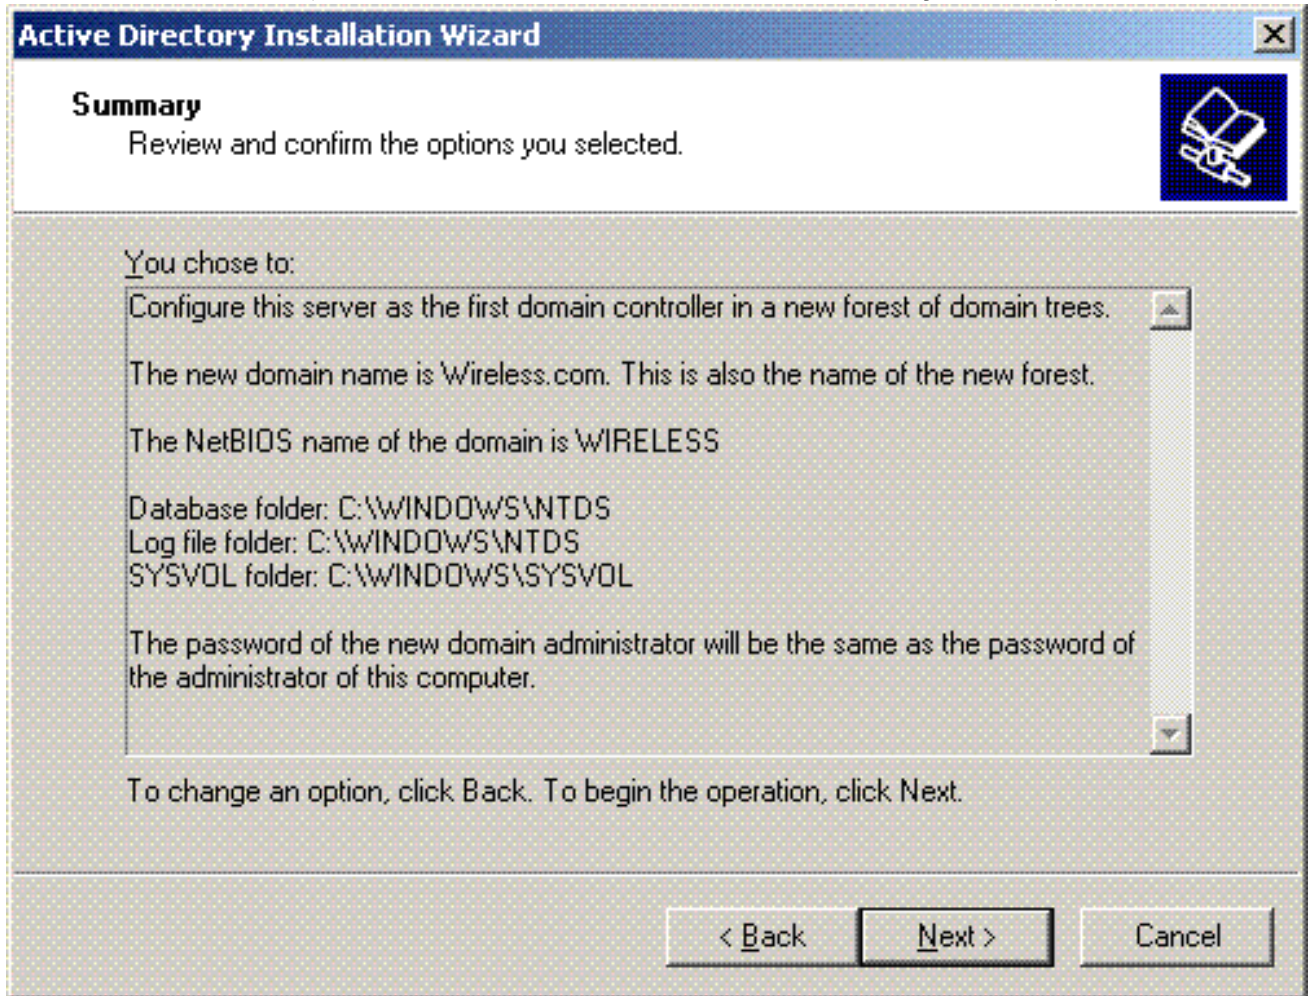 Active Directory Installation Wizard
Summary
Review and confirm the options you selected.
You chose to:
Configure this server as the first domain controller in a new forest of domain trees.
The new domain name is Wireless.com. This is also the name of the new forest.
The NetBIOS name of the domain is WIRELESS
Database folder: C:\WINDOWS\NTDS
Log file folder: C:\WINDOWS\NTDS
SYSVOL folder: C:\WINDOWS\SYSVOL
The password of the new domain administrator will be the same as the password of
the administrator of this computer.
To change an option, click Back. To begin the operation, click Next.
< Back
Next >
Cancel